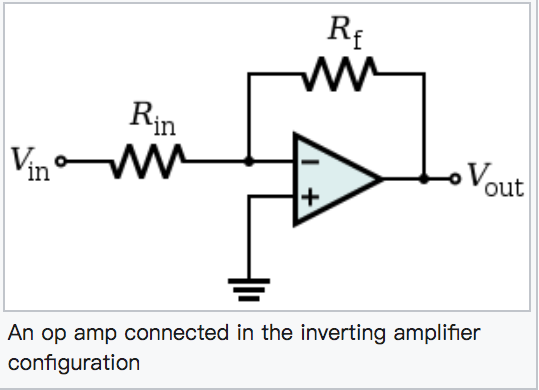 Rf
Rin
Vin
−
+
Vout
An op amp connected in the inverting amplifier
configuration